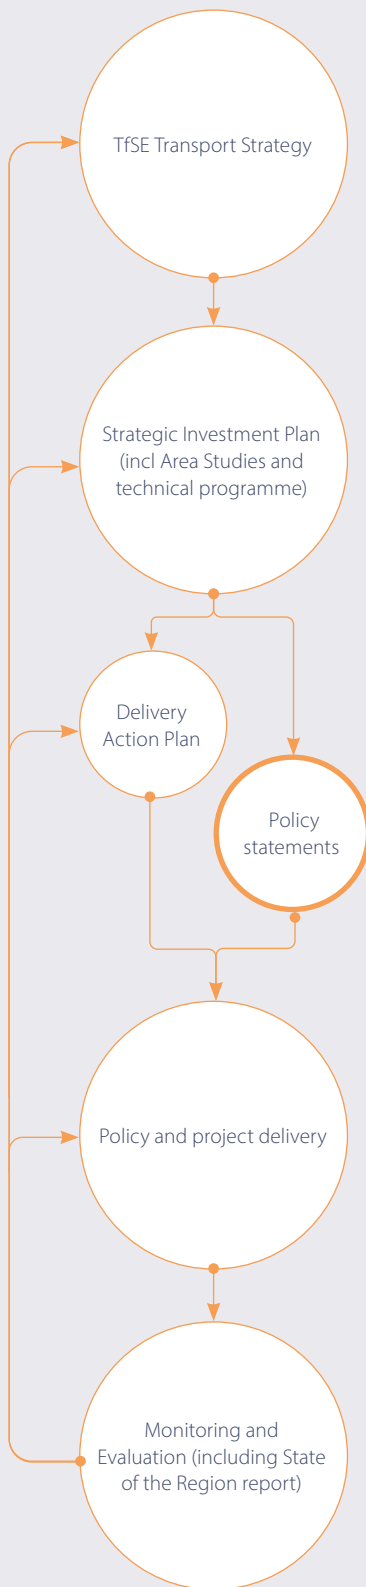 TfSE Transport Strategy
Strategic Investment Plan
(incl Area Studies and
technical programme)
Delivery
Action Plan
Policy
statements
Policy and project delivery
Monitoring and
Evaluation (including State
of the Region report)